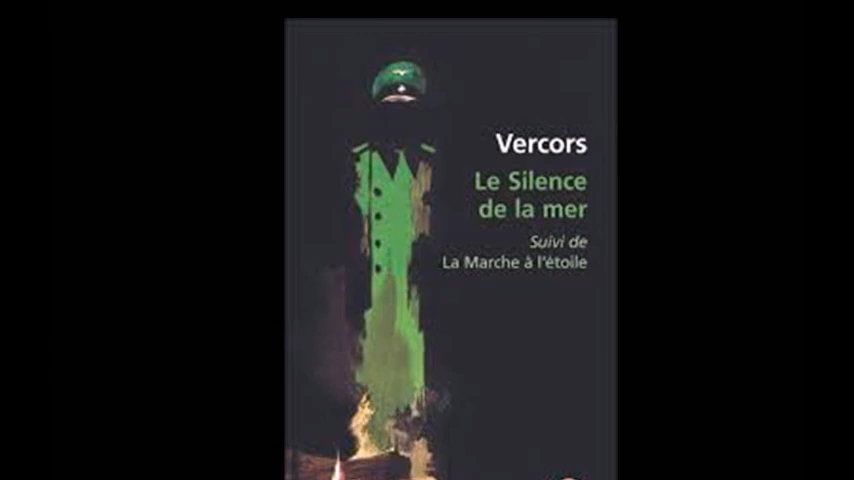 Vercors
Le Silence
de la mer
Suivi de
La Marche à l'étoile